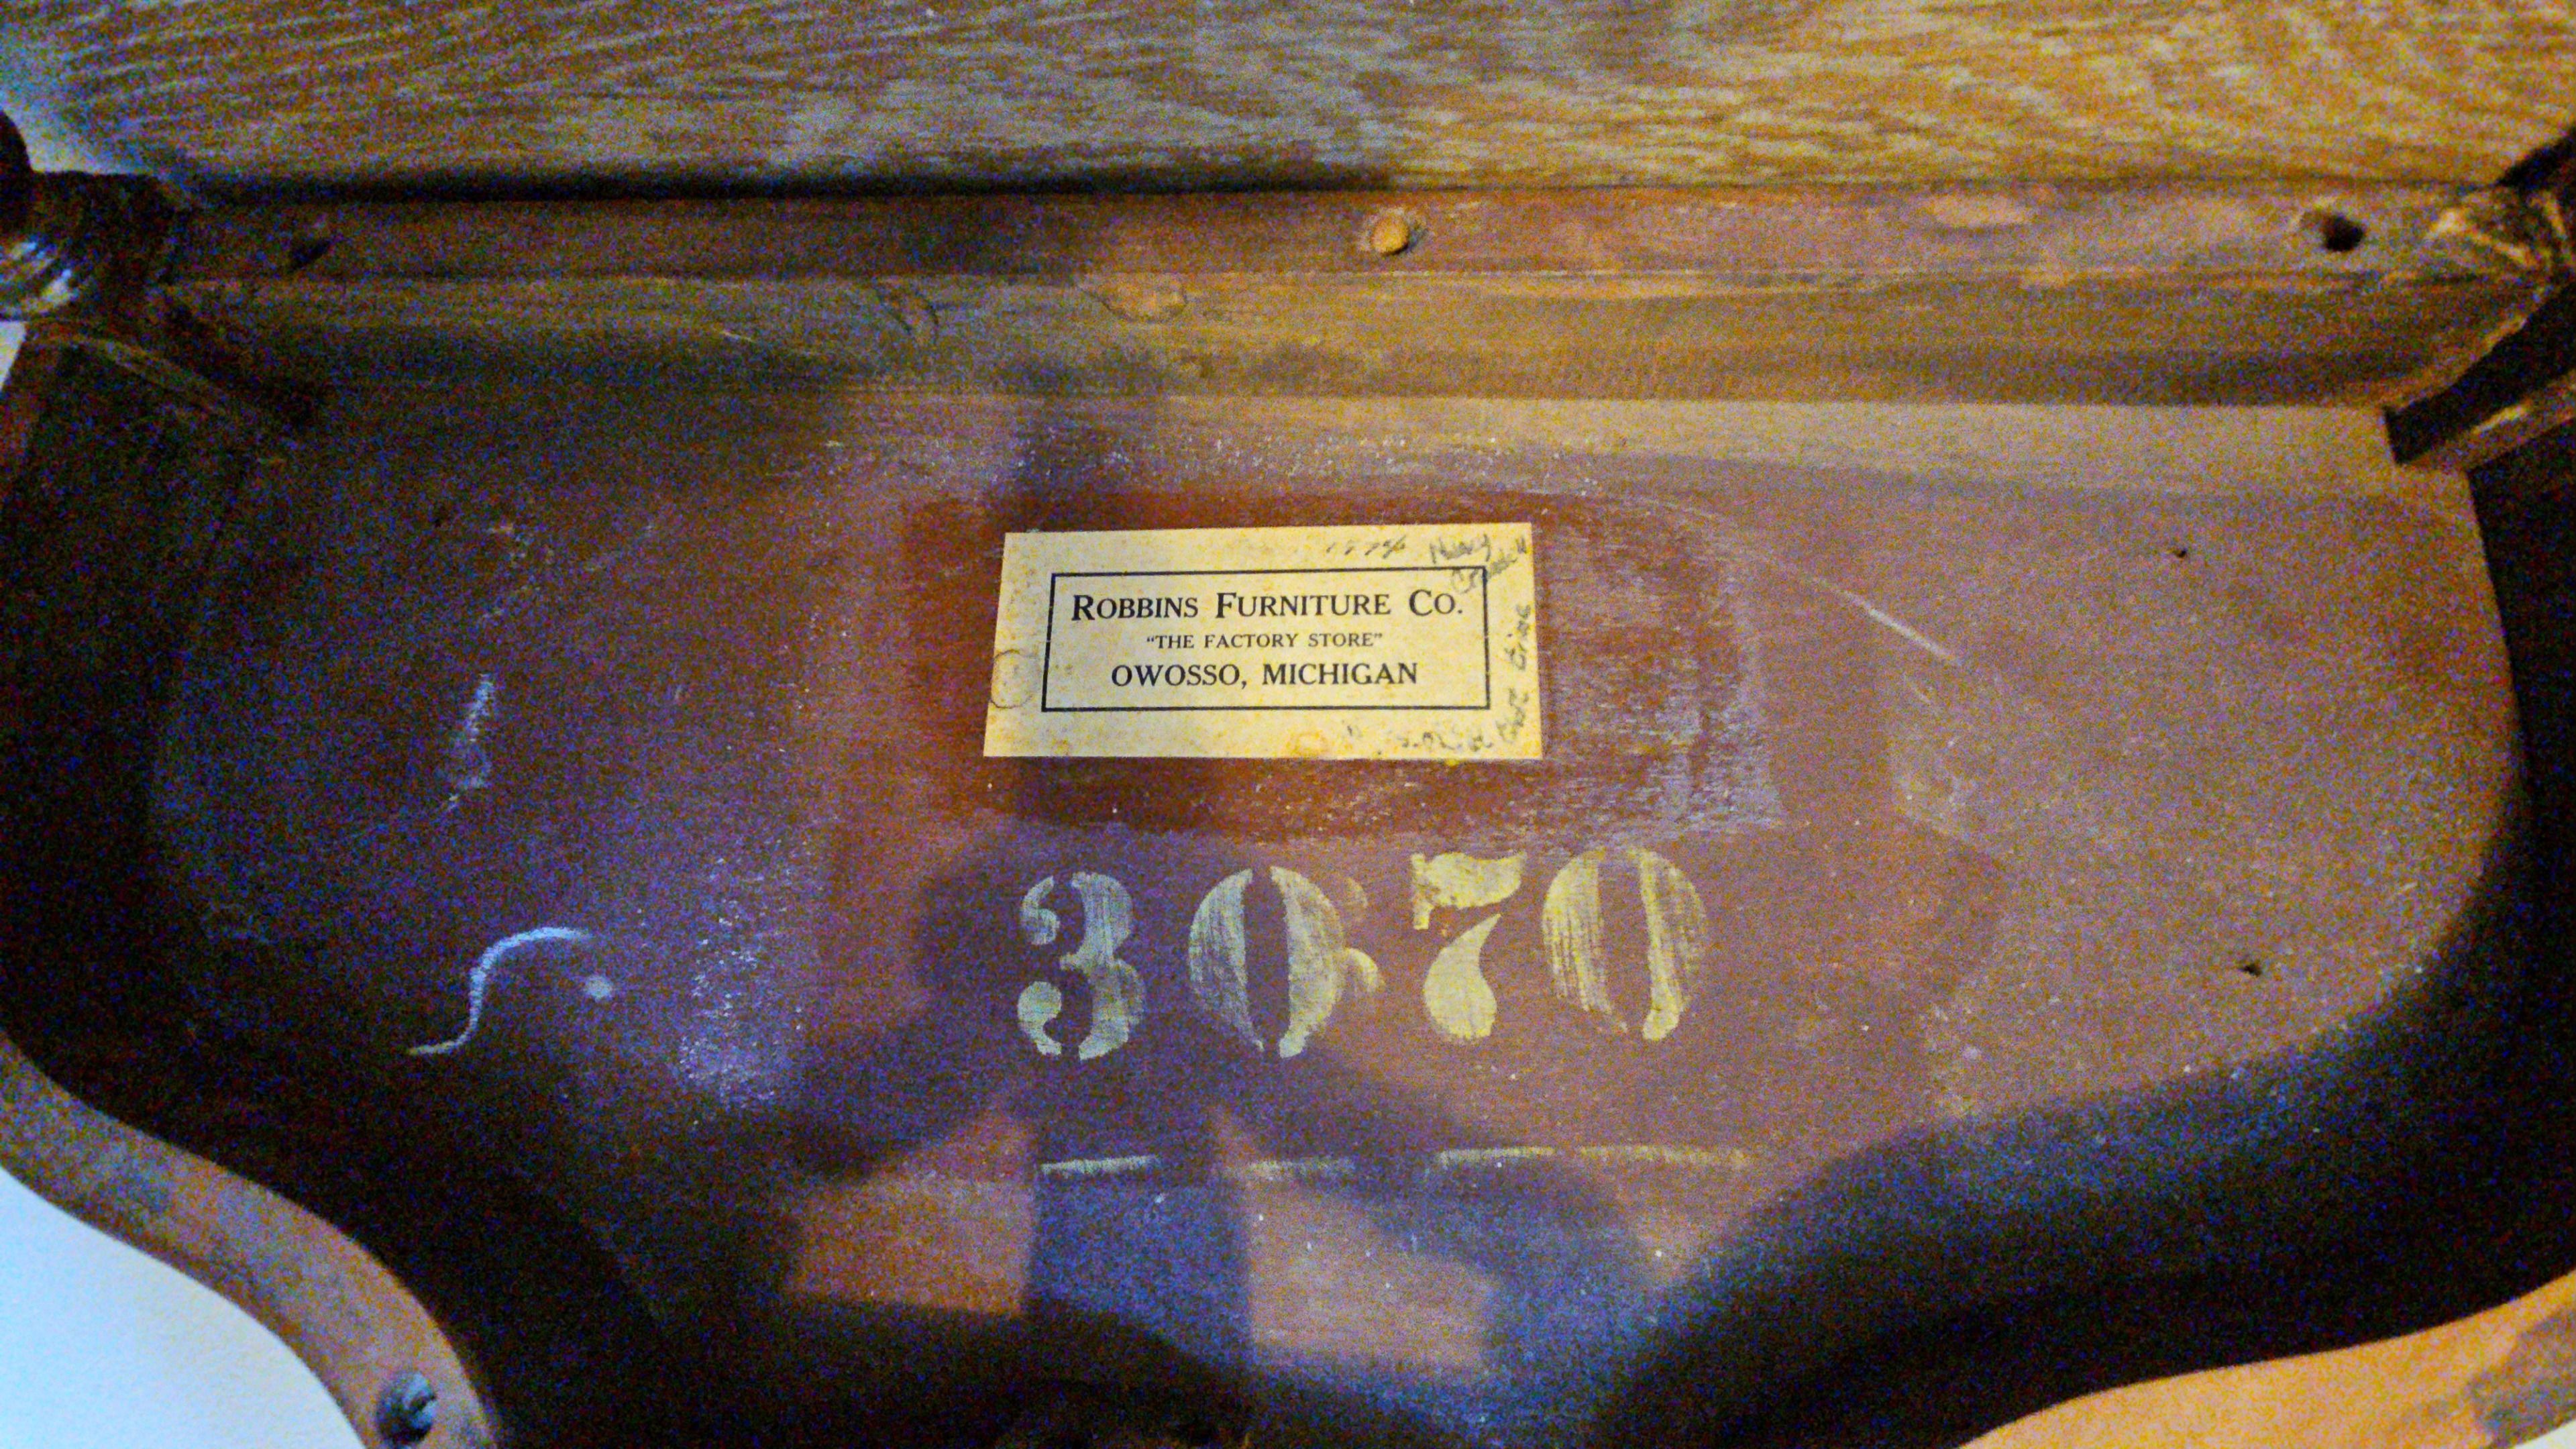 ROBBINS FURNITURE CO.
"THE FACTORY STORE"
OWOSSO, MICHIGAN
3070